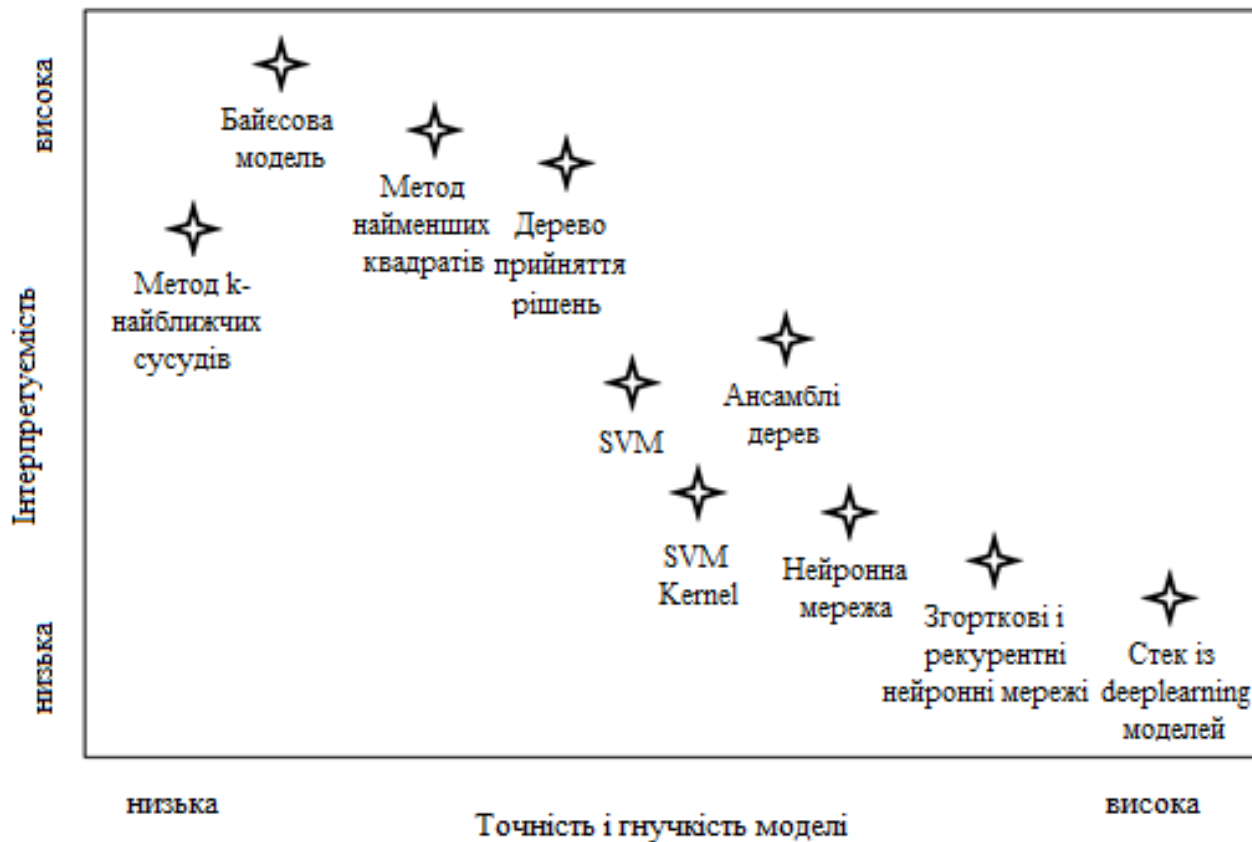 висока
Інтерпретуємість
низька
Байєсова
модель
Метод
найменших
квадратів
Дерево
прийняття
рішень
Метод k-
найближчих
сусудів
SVM
Ансамблі
дерев
SVM
Kernel
Нейронна
мережа
Згорткові і
рекурентні
нейронні мережі
Стек із
deeplearning
моделей
низька
висока
Точність і гнучкість моделі